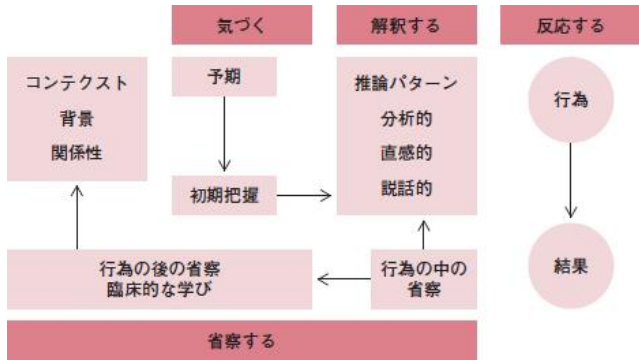 気づく
解釈する
反応する
コンテクスト
背景
関係性
予期
初期把握
推論パターン
分析的
直感的
説話的
行為
結果
行為の後の省察
臨床的な学び
行為の中の
省察
省察する